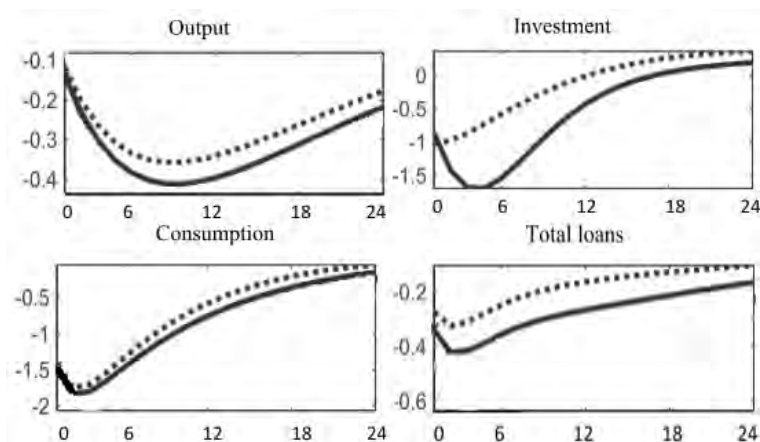 Output
-0.1
-0.2
-0.3
-0.4
0 6 12 18 24
Investment
0
-0.5
-1
-1.5
0 6 12 18 24
Consumption
-0.5
-1
-1.5
-2
0 6 12 18 24
Total loans
-0.2
-0.4
-0.6
0 6 12 18 24